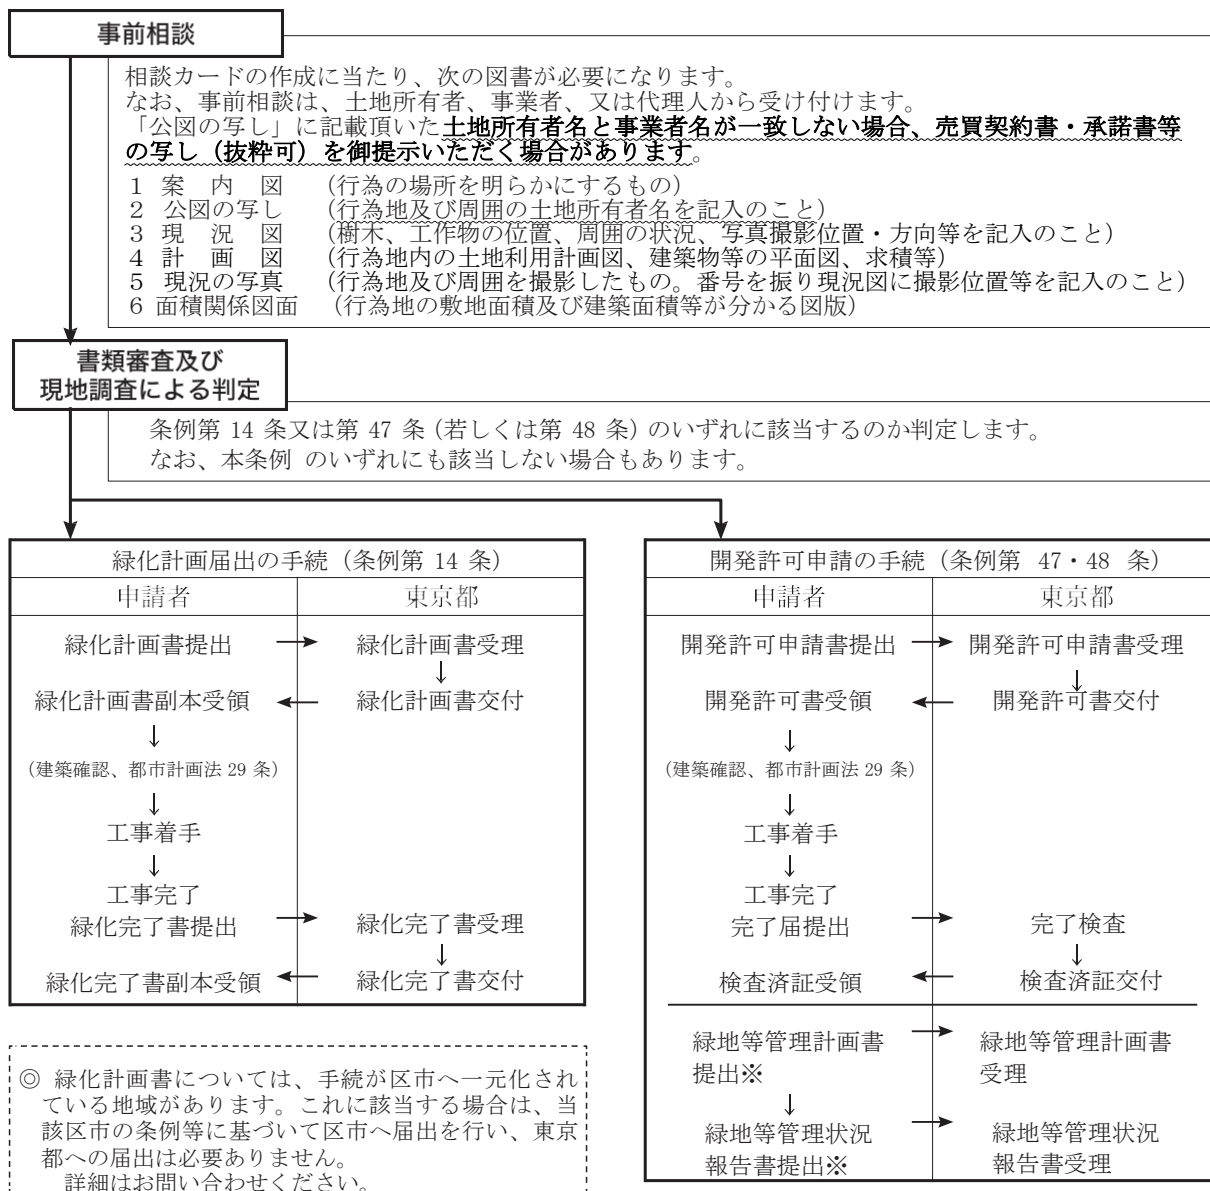 事前相談
相談カードの作成に当たり、次の図書が必要になります。
なお、事前相談は、土地所有者、事業者、又は代理人から受け付けます。
「公図の写し」に記載頂いた土地所有者名と事業者名が一致しない場合、売買契約書・承諾書等
の写し（抜粋可）を御提示いただく場合があります。
1 案 内 図 （行為の場所を明らかにするもの）
2 公図の写し （行為地及び周囲の土地所有者名を記入のこと）
3 現 況 図 （樹木、工作物の位置、周囲の状況、写真撮影位置・方向等を記入のこと）
4 計 画 図 （行為地内の土地利用計画図、建築物等の平面図、求積等）
5 現況の写真 （行為地及び周囲を撮影したもの。番号を振り現況図に撮影位置等を記入のこと）
6 面積関係図面 （行為地の敷地面積及び建築面積等が分かる図版）
書類審査及び
現地調査による判定
条例第 14 条又は第 47 条（若しくは第 48 条）のいずれに該当するのか判定します。
なお、本条例 のいずれにも該当しない場合もあります。
緑化計画届出の手続（条例第 14 条）
申請者 東京都
緑化計画書提出 → 緑化計画書受理
↓
緑化計画書副本受領 ← 緑化計画書交付
↓
（建築確認、都市計画法 29 条）
↓
工事着手
↓
工事完了
緑化完了書提出 → 緑化完了書受理
↓
緑化完了書副本受領 ← 緑化完了書交付
◎ 緑化計画書については、手続が区市へ一元化され
ている地域があります。これに該当する場合は、当
該区市の条例等に基づいて区市へ届出を行い、東京
都への届出は必要ありません。
詳細はお問い合わせください。
開発許可申請の手続（条例第 47・48 条）
申請者 東京都
開発許可申請書提出 → 開発許可申請書受理
↓
開発許可書受領 ← 開発許可書交付
↓
（建築確認、都市計画法 29 条）
↓
工事着手
↓
工事完了
完了届提出 → 完了検査
↓
検査済証受領 ← 検査済証交付
緑地等管理計画書 → 緑地等管理計画書
提出※ 受理
↓
緑地等管理状況 → 緑地等管理状況
報告書提出※ 報告書受理